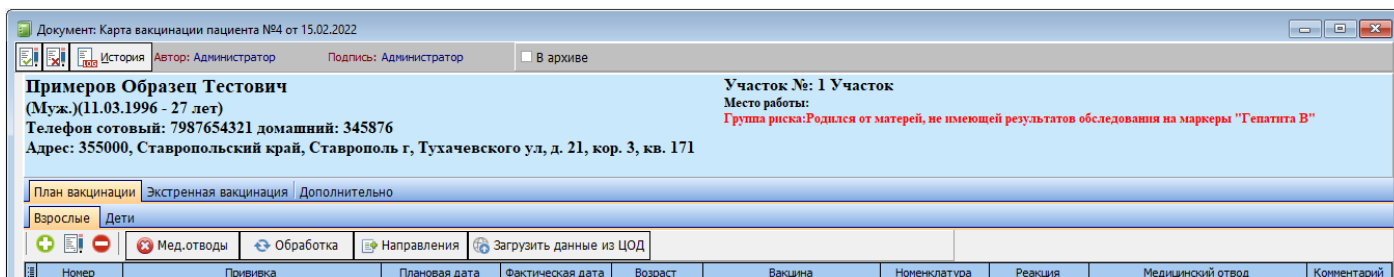 Документ: Карта вакцинации пациента №4 от 15.02.2022
LOG История Автор: Администратор Подпись: Администратор В архиве
Примеров Образец Тестович
(Муж.)(11.03.1996 - 27 лет)
Телефон сотовый: 7987654321 домашний: 345876
Адрес: 355000, Ставропольский край, Ставрополь г, Тухачевского ул, д. 21, кор. 3, кв. 171
Участок №: 1 Участок
Место работы:
Группа риска:Родился от матерей, не имеющей результатов обследования на маркеры "Гепатита В"
План вакцинации Экстренная вакцинация Дополнительно
Взрослые Дети
Мед.отводы Обработка Направления Загрузить данные из ЦОД
Номер Прививка Плановая дата Фактическая дата Возраст Вакцина Номенклатура Реакция Медицинский отвод Комментарий